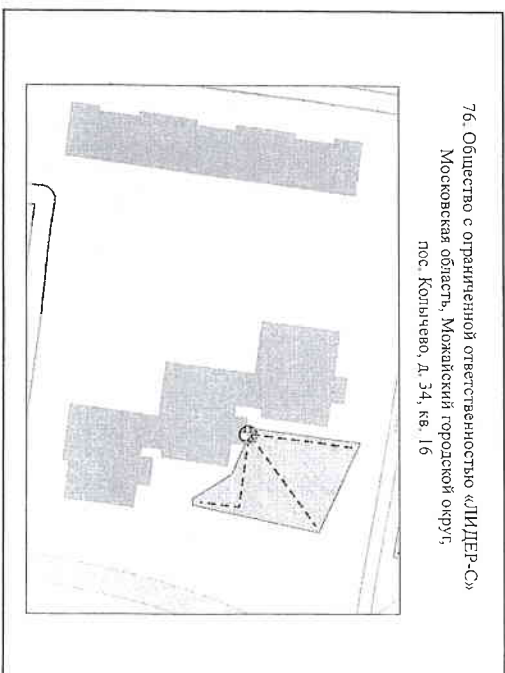 76. Общество с ограниченной ответственностью «ЛИДЕР-С»
Московская область, Можайский городской округ,
пос. Колычево, д. 34, кв. 16